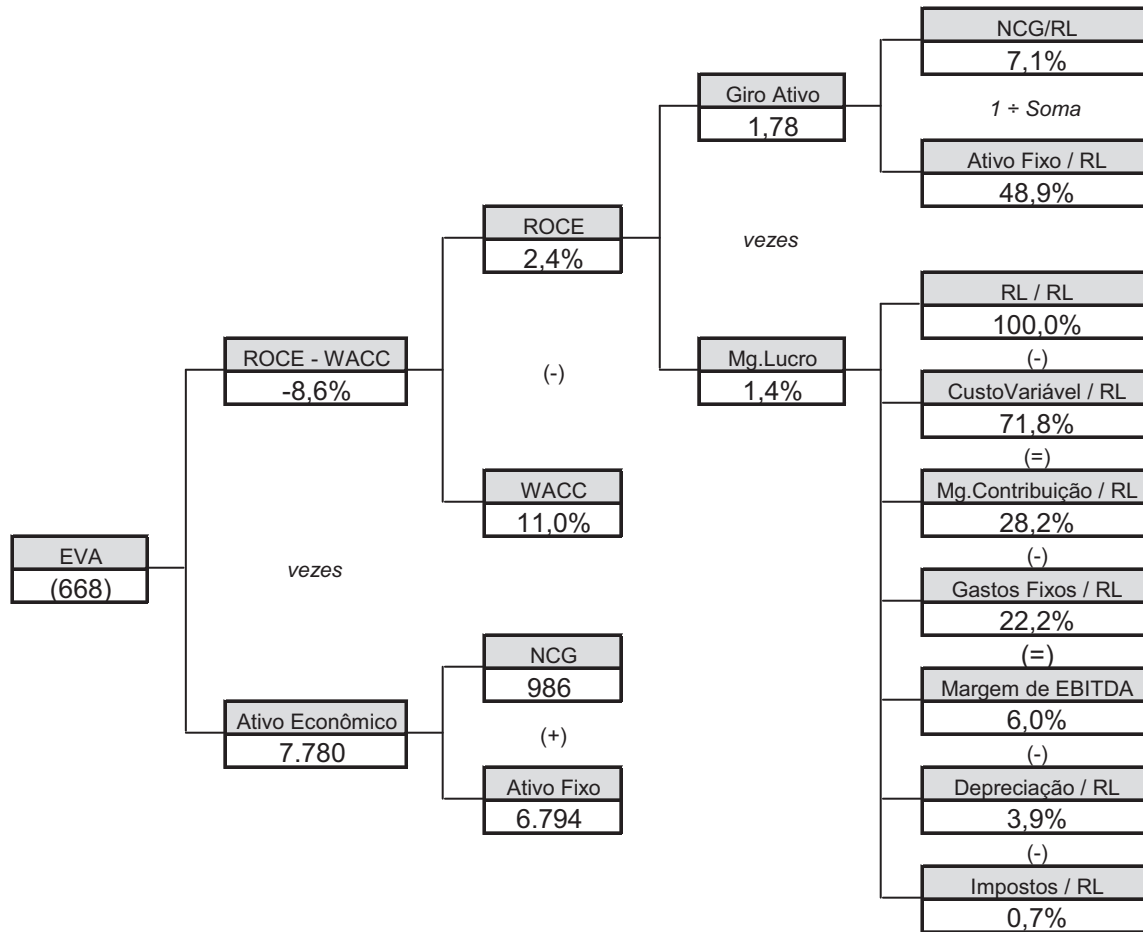 NCG/RL
7,1%
Giro Ativo
1,78
1 ÷ Soma
Ativo Fixo / RL
48,9%
ROCE
2,4%
vezes
RL / RL
100,0%
(-)
ROCE - WACC
-8,6%
(-)
Mg.Lucro
1,4%
CustoVariável / RL
71,8%
(=)
WACC
11,0%
Mg.Contribuição / RL
28,2%
(-)
EVA
(668)
vezes
Gastos Fixos / RL
22,2%
(=)
NCG
986
Margem de EBITDA
6,0%
(-)
Ativo Econômico
7.780
(+)
Ativo Fixo
6.794
Depreciação / RL
3,9%
(-)
Impostos / RL
0,7%